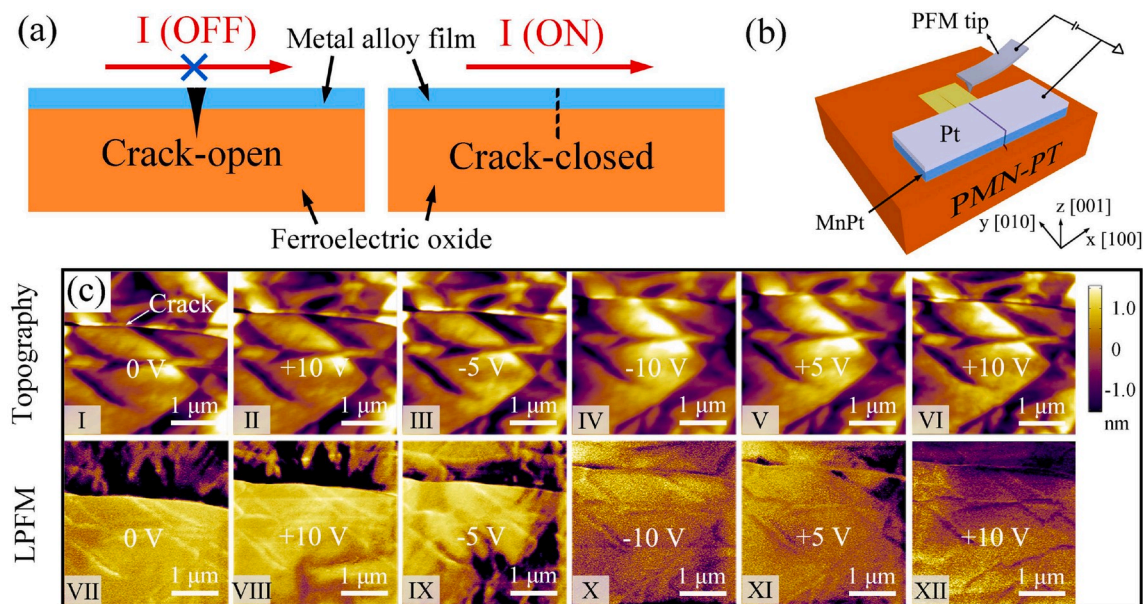 (a)
I (OFF)
Metal alloy film
I (ON)
Crack-open
Crack-closed
Ferroelectric oxide
(b)
PFM tip
Pt
PMN-PT
MnPt
z [001]
y [010]
x [100]
(c)
Topography
Crack
0 V
+10 V
-5 V
-10 V
+5 V
+10 V
I
1 μm
II
1 μm
III
1 μm
IV
1 μm
V
1 μm
VI
1 μm
1.0
0
-1.0
nm
LPFM
0 V
+10 V
-5 V
-10 V
+5 V
+10 V
VII
1 μm
VIII
1 μm
IX
1 μm
X
1 μm
XI
1 μm
XII
1 μm